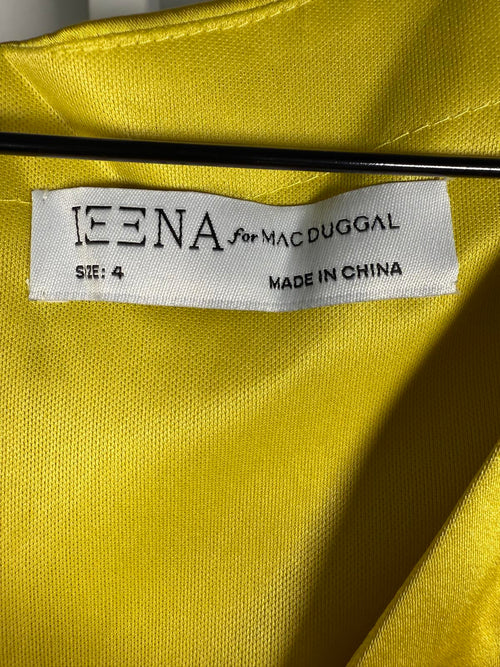 IEENA for MAC DUGGAL
SIZE: 4
MADE IN CHINA